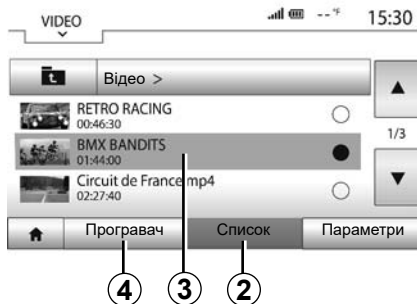 VIDEO
--°F
15:30
Відео >
RETRO RACING
00:46:30
BMX BANDITS
01:44:00
1/3
Circuit de France mp4
02:27:40
Програвач
Список
Параметри
4
3
2